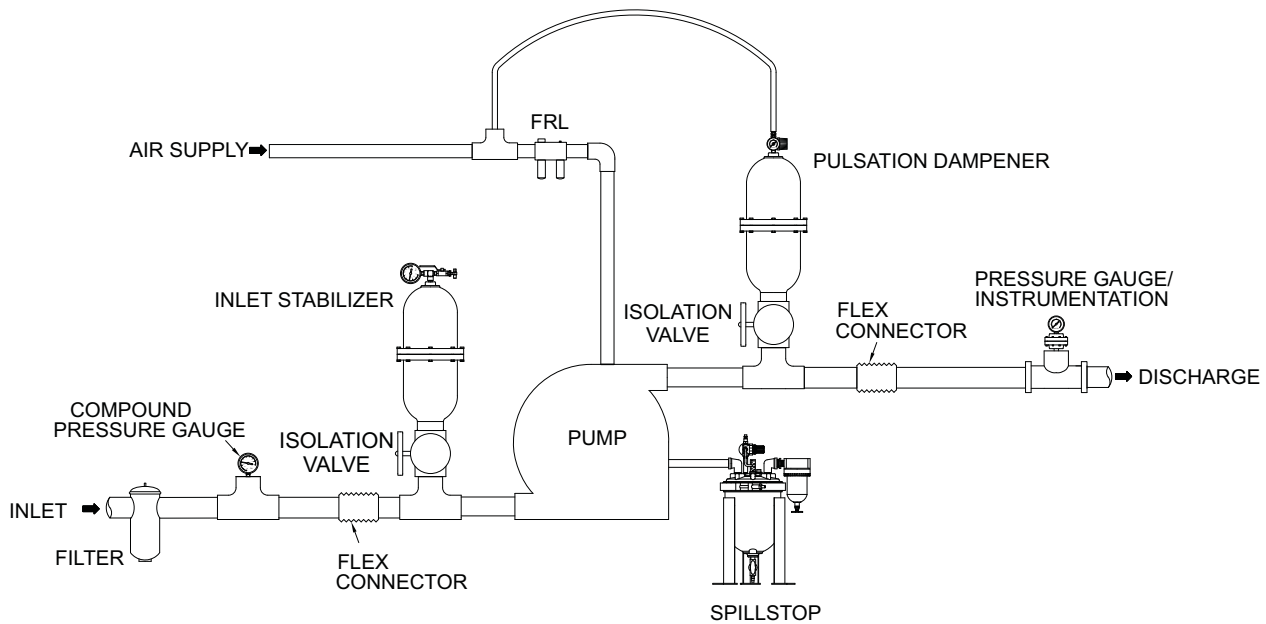 FRL
AIR SUPPLY
PULSATION DAMPENER
INLET STABILIZER
PRESSURE GAUGE/
INSTRUMENTATION
ISOLATION
VALVE
FLEX
CONNECTOR
DISCHARGE
COMPOUND
PRESSURE GAUGE
ISOLATION
VALVE
PUMP
INLET
FILTER
FLEX
CONNECTOR
SPILLSTOP